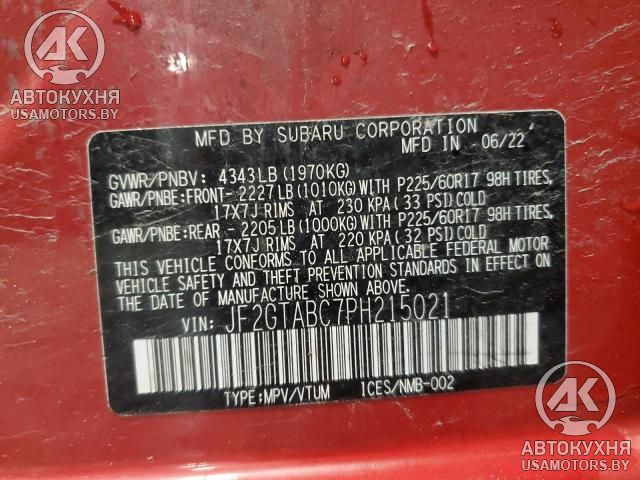 АК
АВТОКУХНЯ
USAMOTORS.BY
MFD BY SUBARU CORPORATION
MFD IN 06/22
GVWR/PNBV: 4343LB(1970KG)
GAWR/PNBE:FRONT-2227LB(1010KG)WITH P225/60R17 98H TIRES,
17X7J RIMS AT 230 KPA(33 PSI)COLD
GAWR/PNBE:REAR -2205LB(1000KG)WITH P225/60R17 98H TIRES,
17X7J RIMS AT 220 KPA(32 PSI)COLD
THIS VEHICLE CONFORMS TO ALL APPLICABLE FEDERAL MOTOR
VEHICLE SAFETY AND THEFT PREVENTION STANDARDS IN EFFECT ON
THE DATE OF MANUFACTURE SHOWN ABOVE.
VIN: JF2GTABC7PH215021
TYPE:MPV/VTUM ICES/NMB-002
АК
АВТОКУХНЯ
USAMOTORS.BY